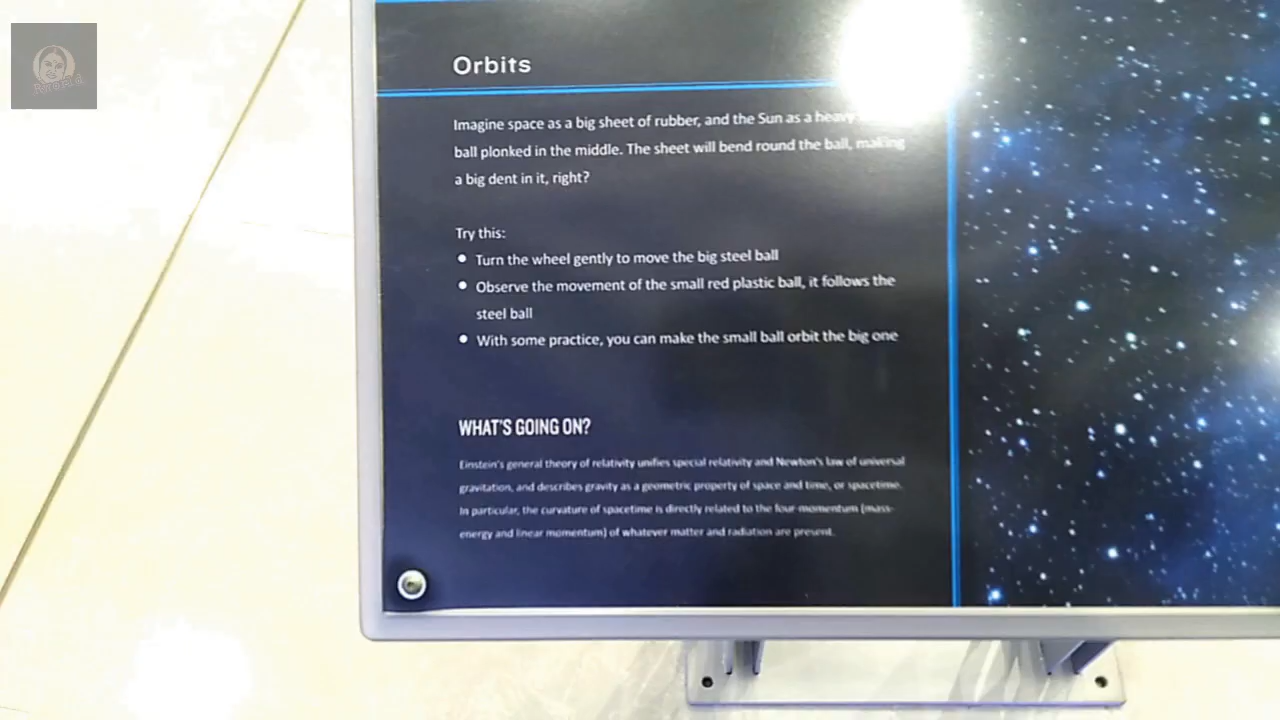 Orbits
Imagine space as a big sheet of rubber, and the Sun as a heavy
ball plonked in the middle. The sheet will bend round the ball, making
a big dent in it, right?
Try this:
● Turn the wheel gently to move the big steel ball
● Observe the movement of the small red plastic ball, it follows the
steel ball
● With some practice, you can make the small ball orbit the big one
WHAT'S GOING ON?
Einstein's general theory of relativity unifies special relativity and Newton's law of universal
gravitation, and describes gravity as a geometric property of space and time, or spacetime.
In particular, the curvature of spacetime is directly related to the four-momentum (mass-
energy and linear momentum) of whatever matter and radiation are present.